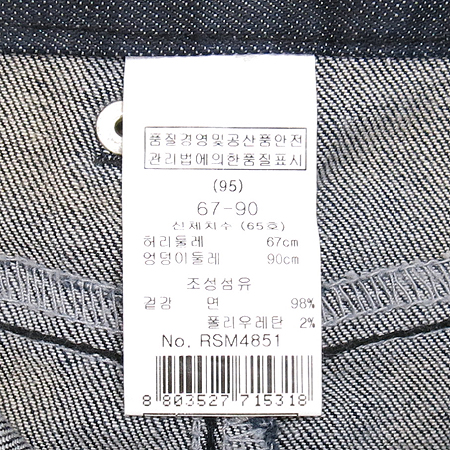 품질경영및공산품안전
관리법에의한품질표시
(95)
67-90
신체치수 (65호)
허리둘레 67cm
엉덩이둘레 90cm
조성섬유
겉감 면 98%
폴리우레탄 2%
No. RSM4851
8 803527 715318